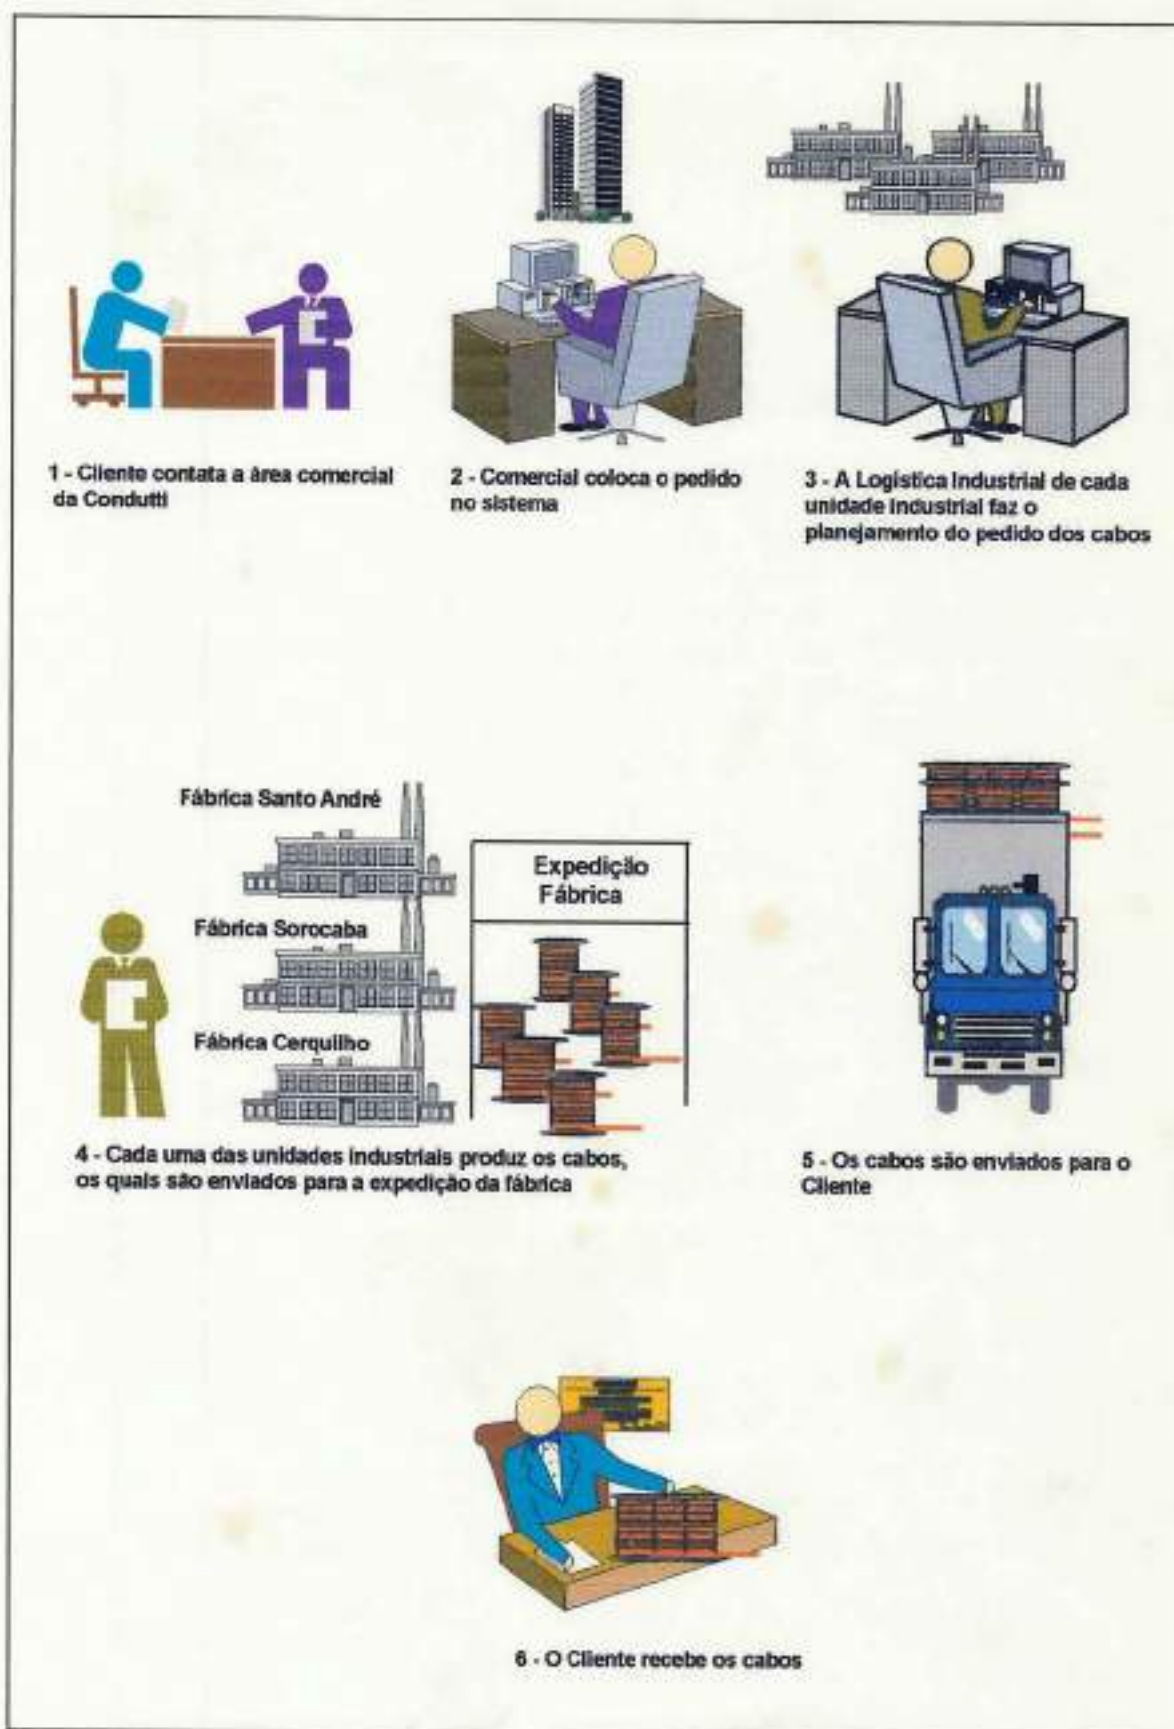 1 - Cliente contata a área comercial
da Condutti
2 - Comercial coloca o pedido
no sistema
3 - A Logística Industrial de cada
unidade industrial faz o
planejamento do pedido dos cabos
Fábrica Santo André
Fábrica Sorocaba
Fábrica Cerquilho
Expedição
Fábrica
4 - Cada uma das unidades industriais produz os cabos,
os quais são enviados para a expedição da fábrica
5 - Os cabos são enviados para o
Cliente
6 - O Cliente recebe os cabos